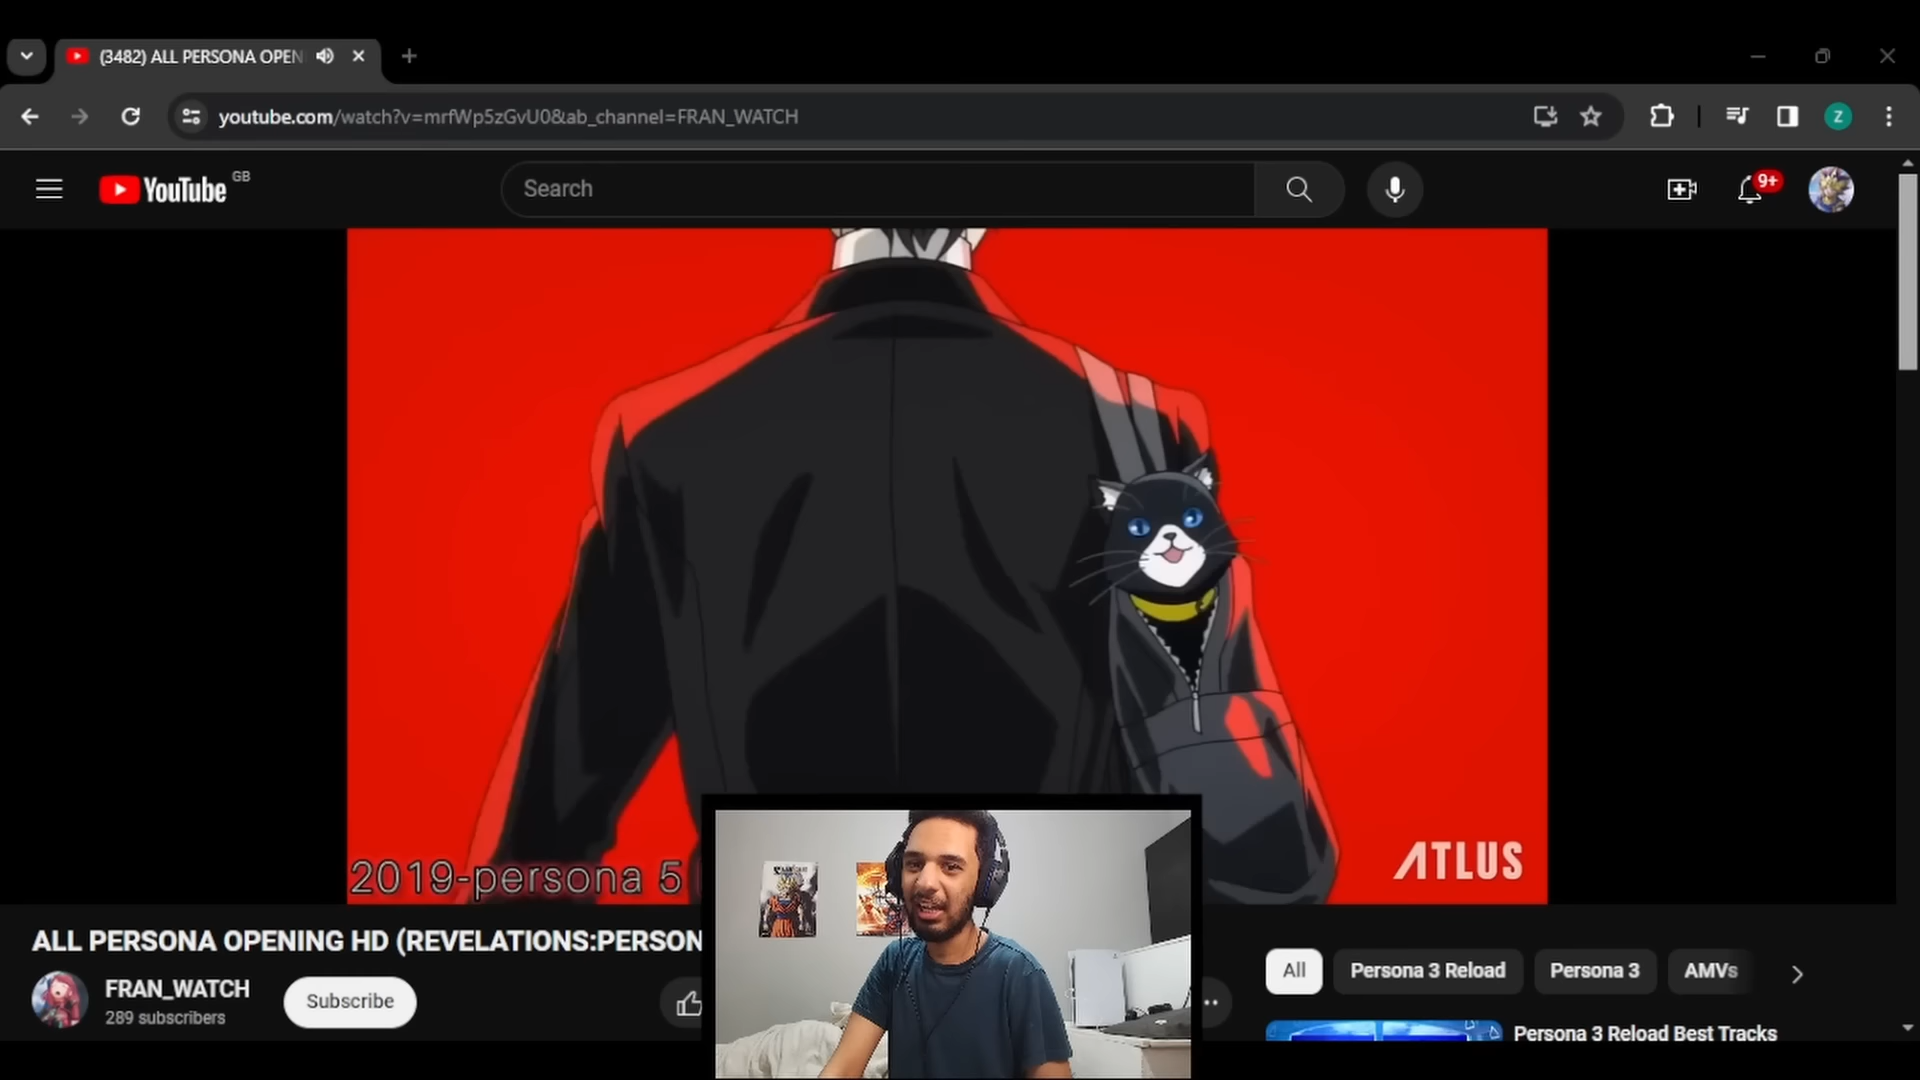 (3482) ALL PERSONA OPEN
youtube.com/watch?v=mrfWp5zGvU0&ab_channel=FRAN_WATCH
Z
YouTube GB
Search
9+
2019-persona 5
ATLUS
ALL PERSONA OPENING HD (REVELATIONS:PERSON
FRAN_WATCH
289 subscribers
Subscribe
All
Persona 3 Reload
Persona 3
AMVs
Persona 3 Reload Best Tracks